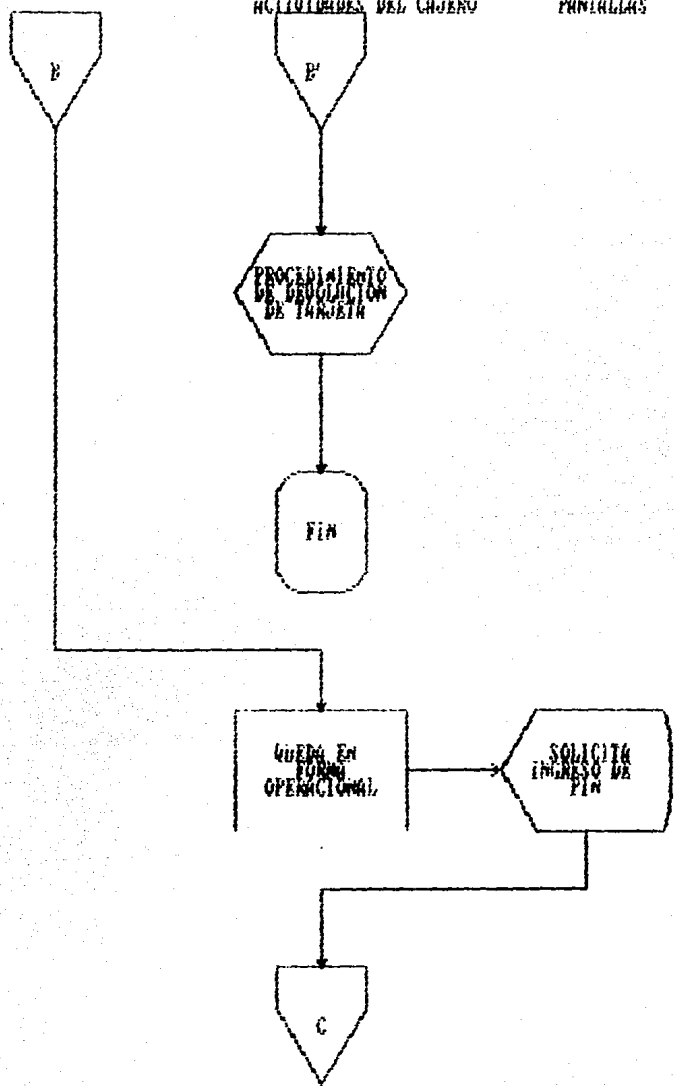 ACTIVIDADES DEL CAJERO
PANTALLAS
B
B'
PROCEDIMIENTO
DE DEVOLUCION
DE TARJETA
FIN
QUEDA EN
FORMA
OPERACIONAL
SOLICITA
INGRESO DE
PIN
C